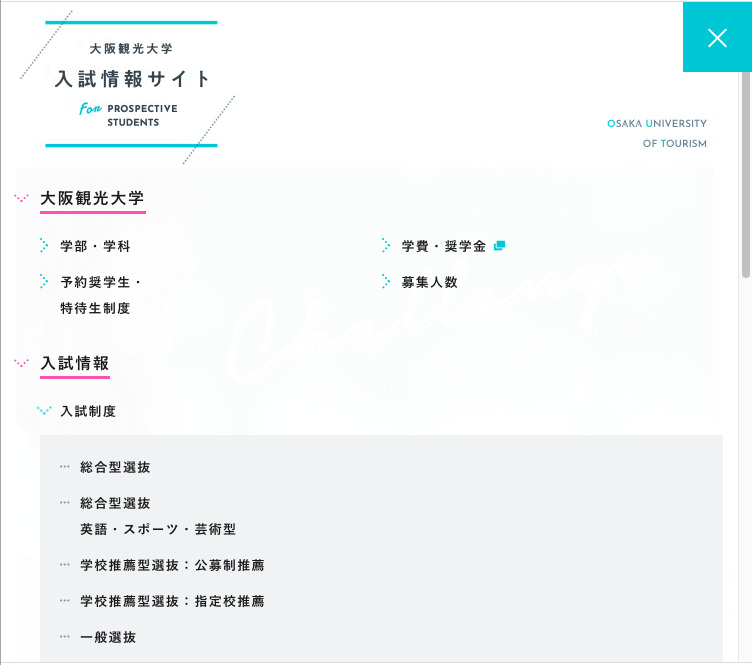 大阪観光大学
入試情報サイト
For PROSPECTIVE
STUDENTS
OSAKA UNIVERSITY
OF TOURISM
大阪観光大学
学部・学科
学費・奨学金
予約奨学生・
特待生制度
募集人数
Challenge
入試情報
入試制度
総合型選抜
総合型選抜
英語・スポーツ・芸術型
学校推薦型選抜：公募制推薦
学校推薦型選抜：指定校推薦
一般選抜